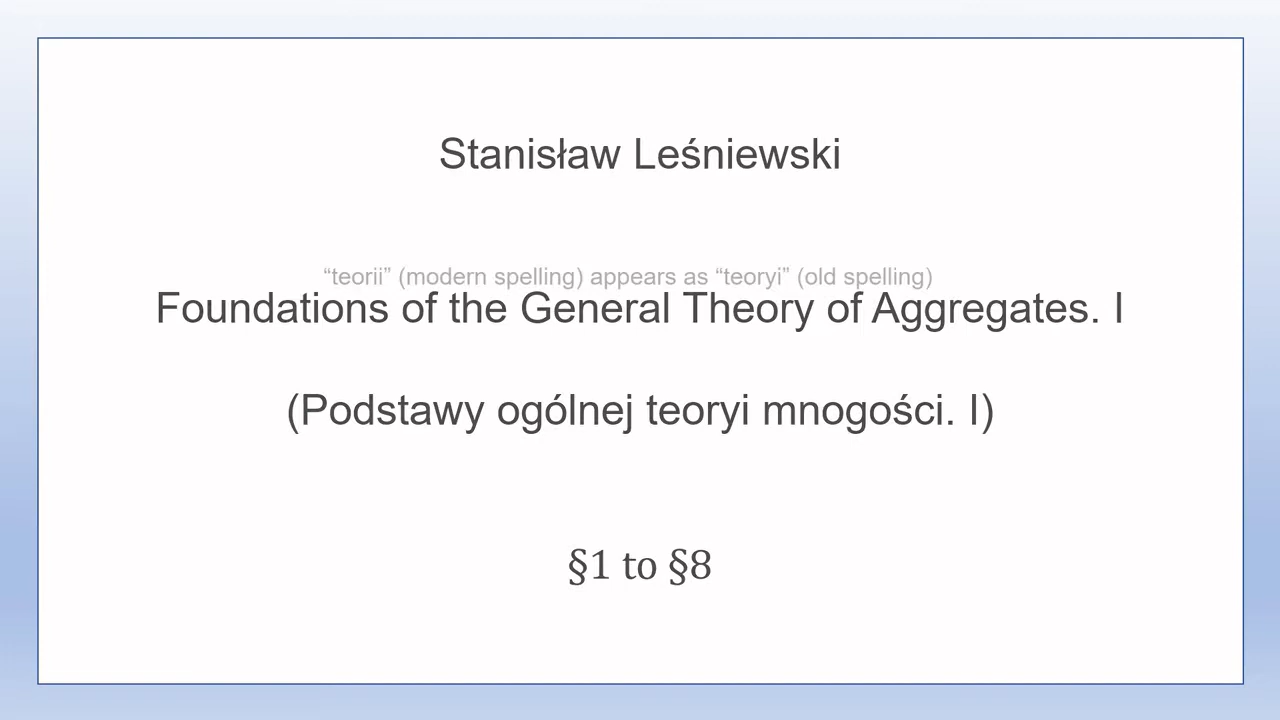 Stanisław Leśniewski
“teorii” (modern spelling) appears as “teoryi” (old spelling)
Foundations of the General Theory of Aggregates. I
(Podstawy ogólnej teoryi mnogości. I)
§1 to §8